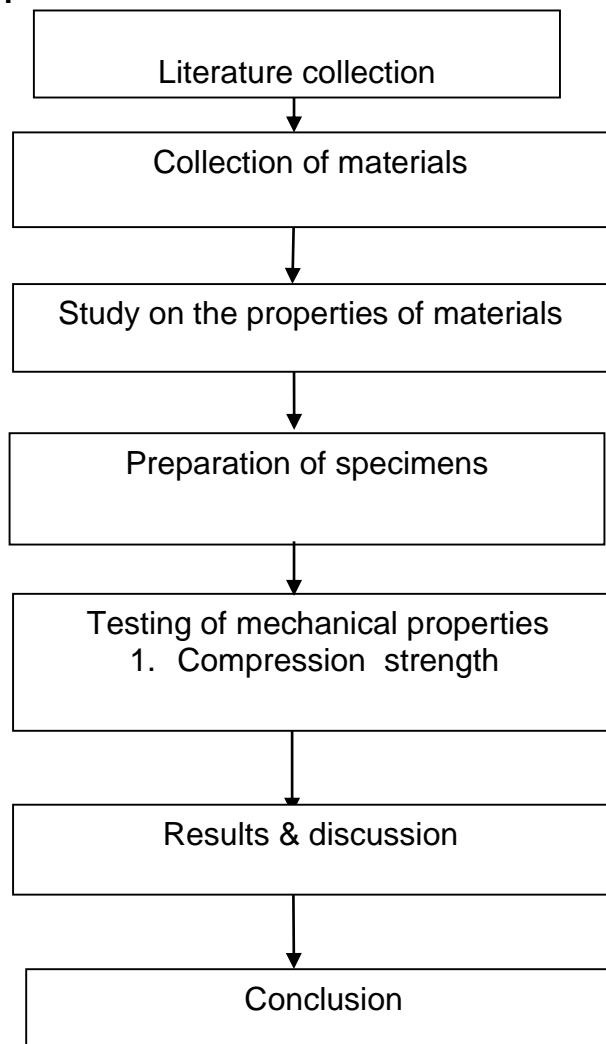 Literature collection
Collection of materials
Study on the properties of materials
Preparation of specimens
Testing of mechanical properties
1. Compression strength
Results & discussion
Conclusion